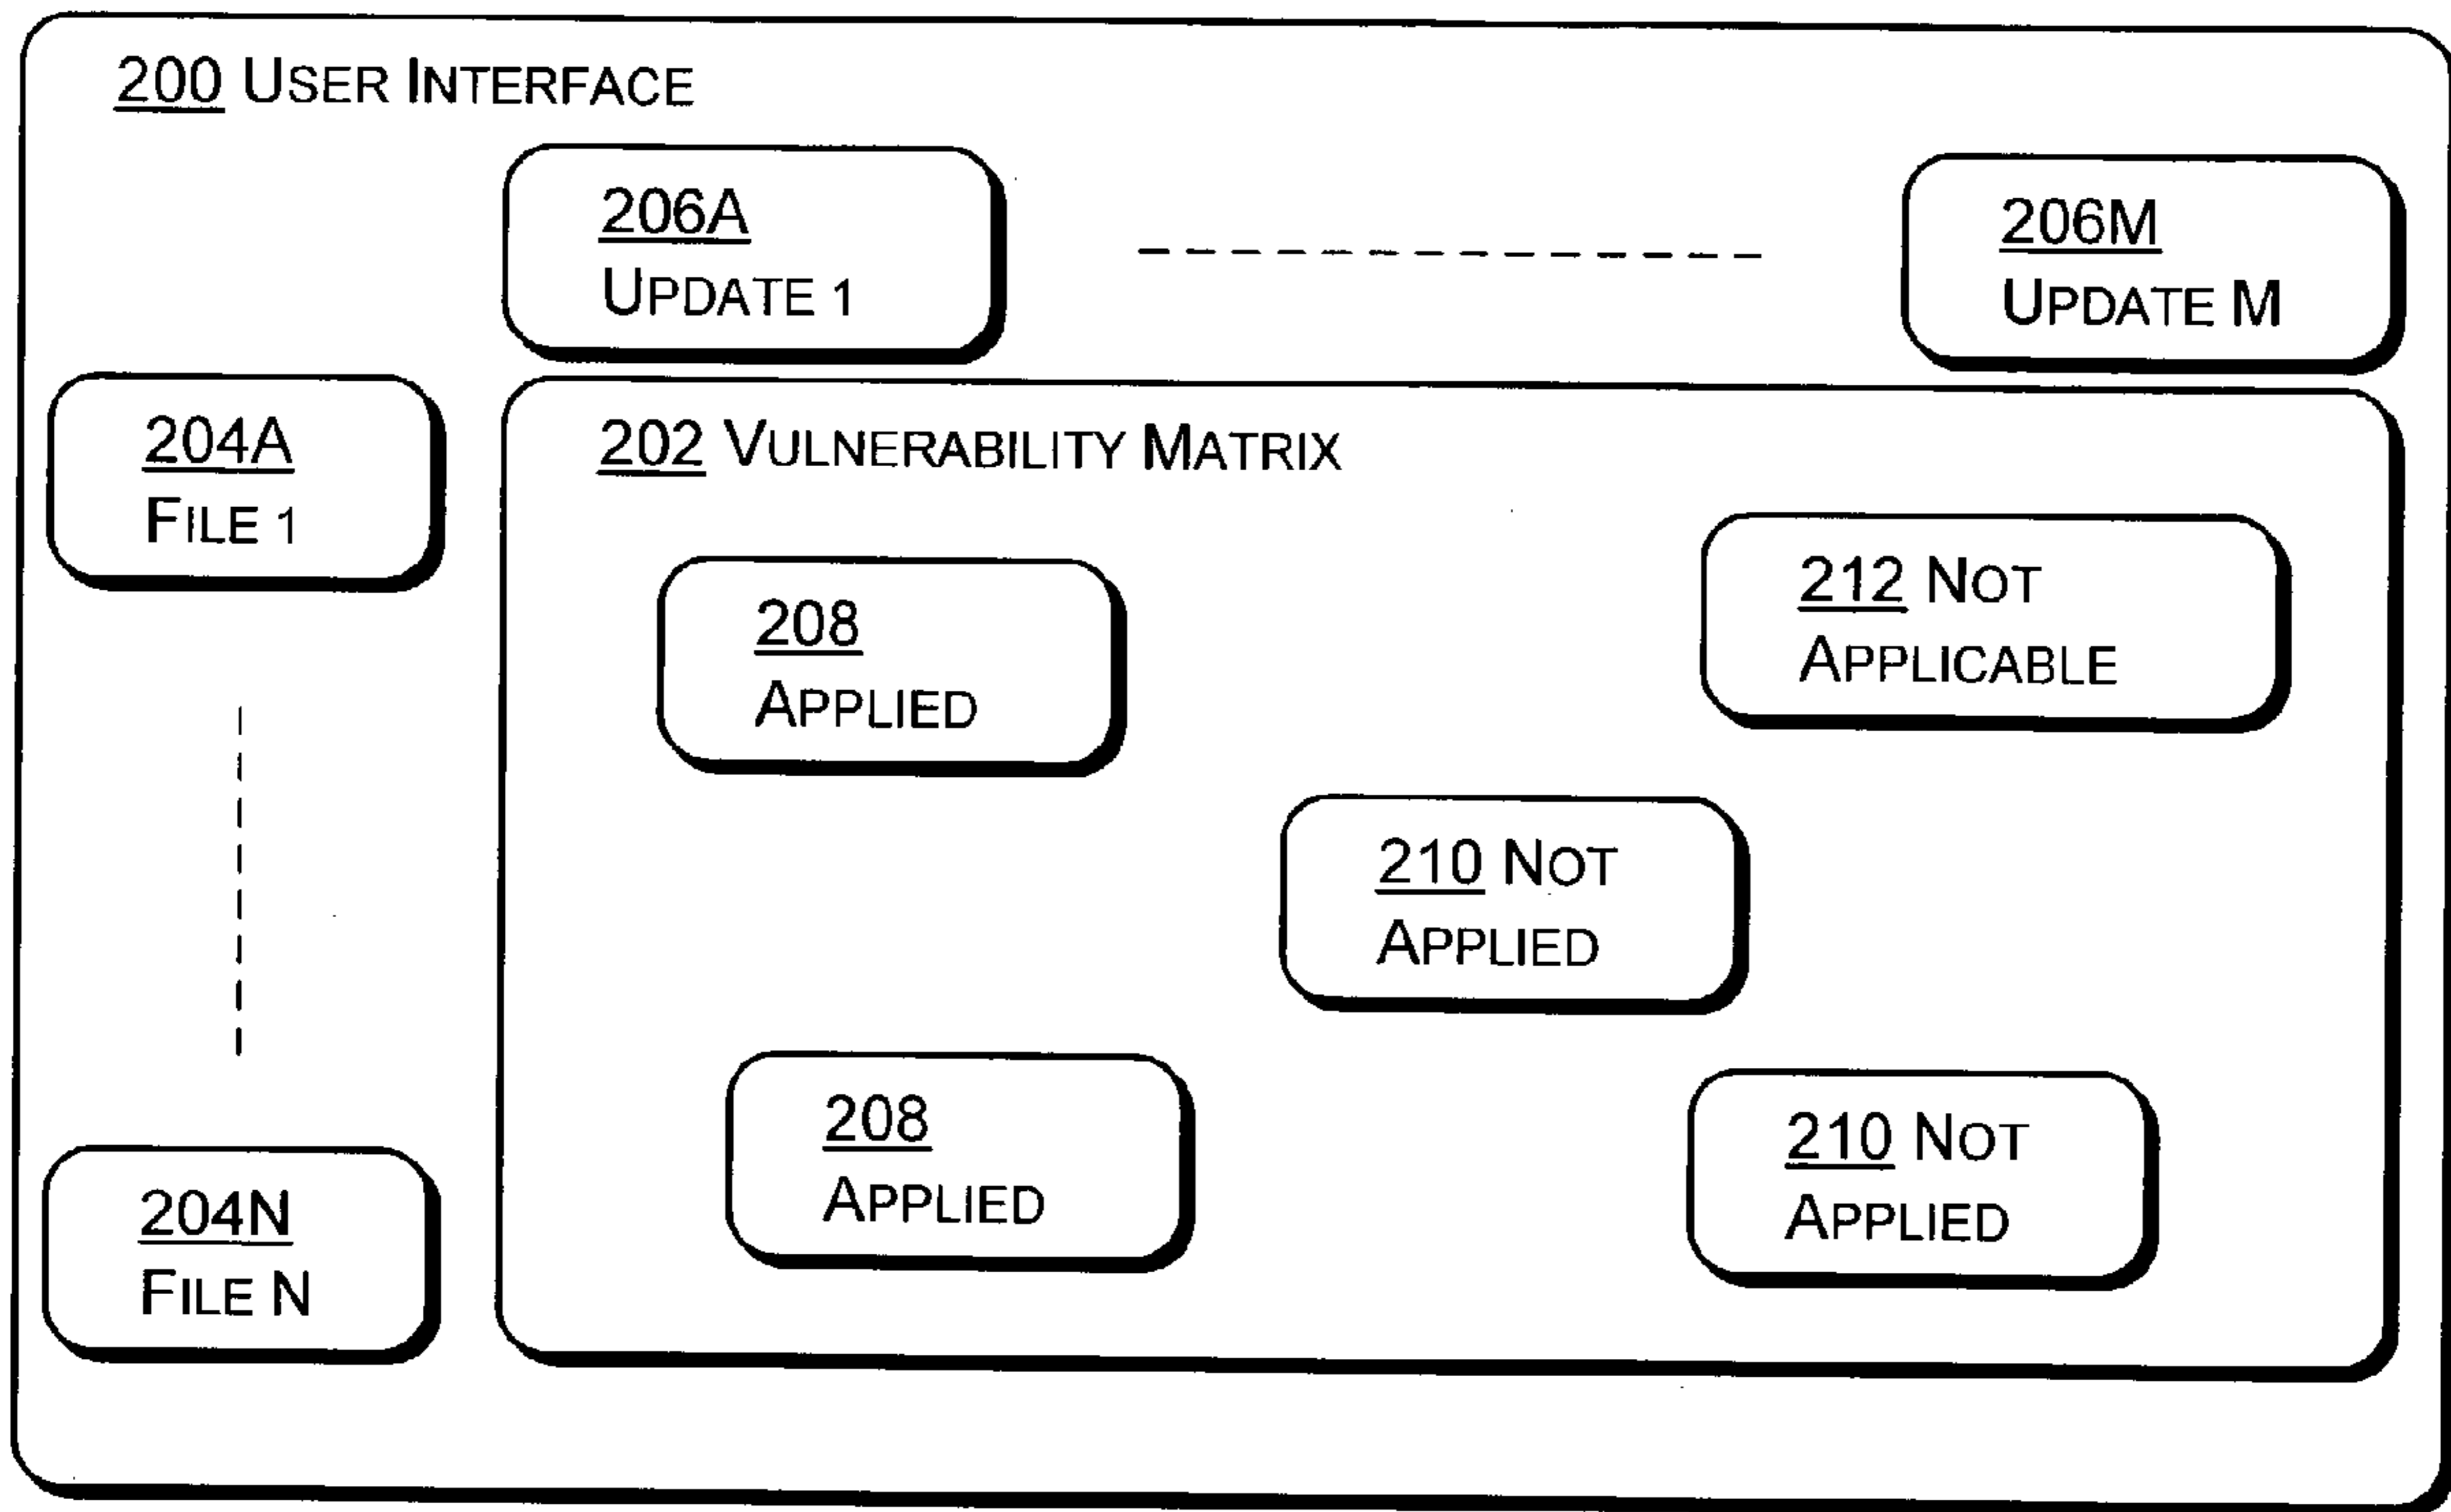 200 USER INTERFACE
206A
UPDATE 1
206M
UPDATE M
204A
FILE 1
202 VULNERABILITY MATRIX
208
APPLIED
212 NOT
APPLICABLE
210 NOT
APPLIED
208
APPLIED
210 NOT
APPLIED
204N
FILE N